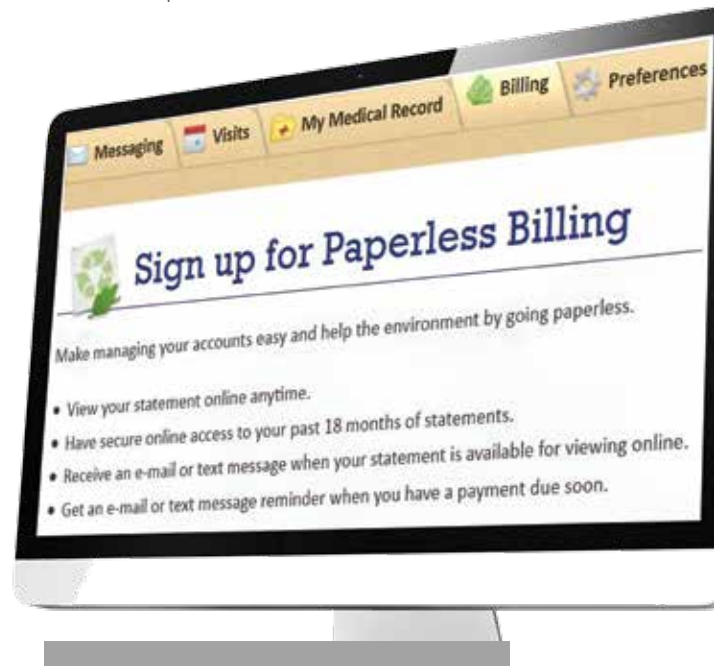 Messaging Visits My Medical Record Billing Preferences
Sign up for Paperless Billing
Make managing your accounts easy and help the environment by going paperless.
• View your statement online anytime.
• Have secure online access to your past 18 months of statements.
• Receive an e-mail or text message when your statement is available for viewing online.
• Get an e-mail or text message reminder when you have a payment due soon.